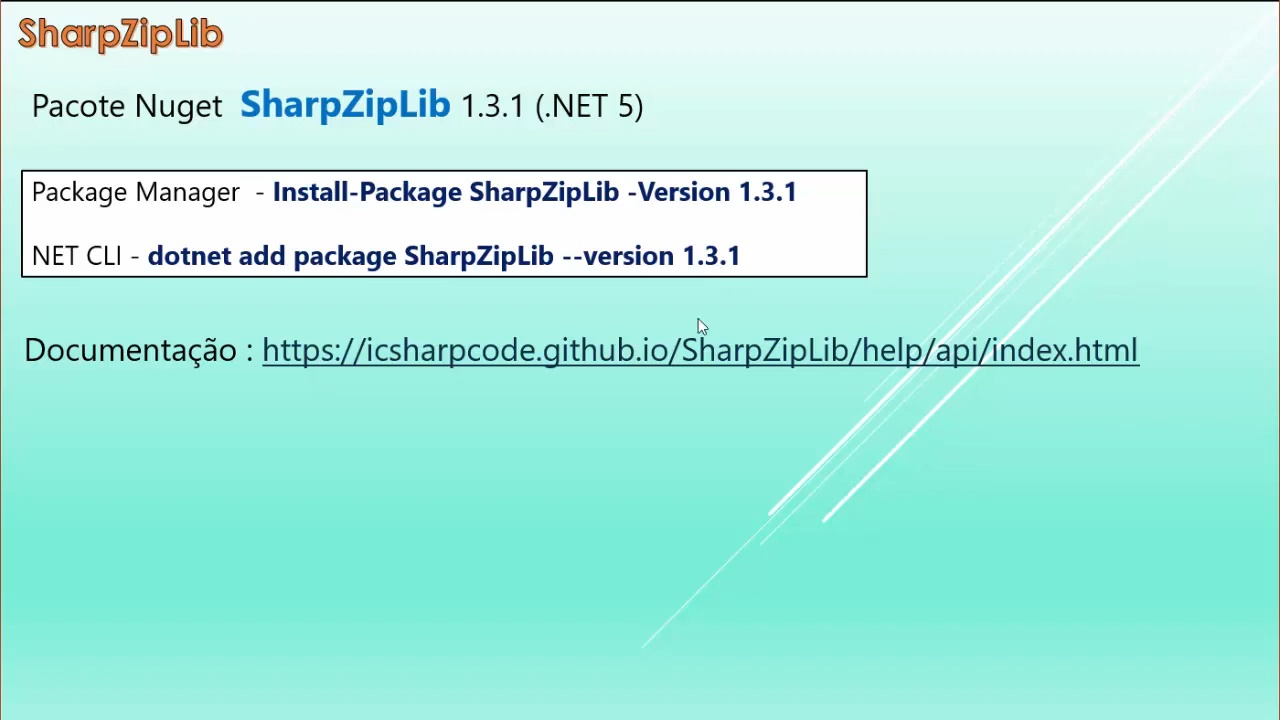 SharpZipLib
Pacote Nuget SharpZipLib 1.3.1 (.NET 5)
Package Manager - Install-Package SharpZipLib -Version 1.3.1
NET CLI - dotnet add package SharpZipLib --version 1.3.1
Documentação : https://icsharpcode.github.io/SharpZipLib/help/api/index.html